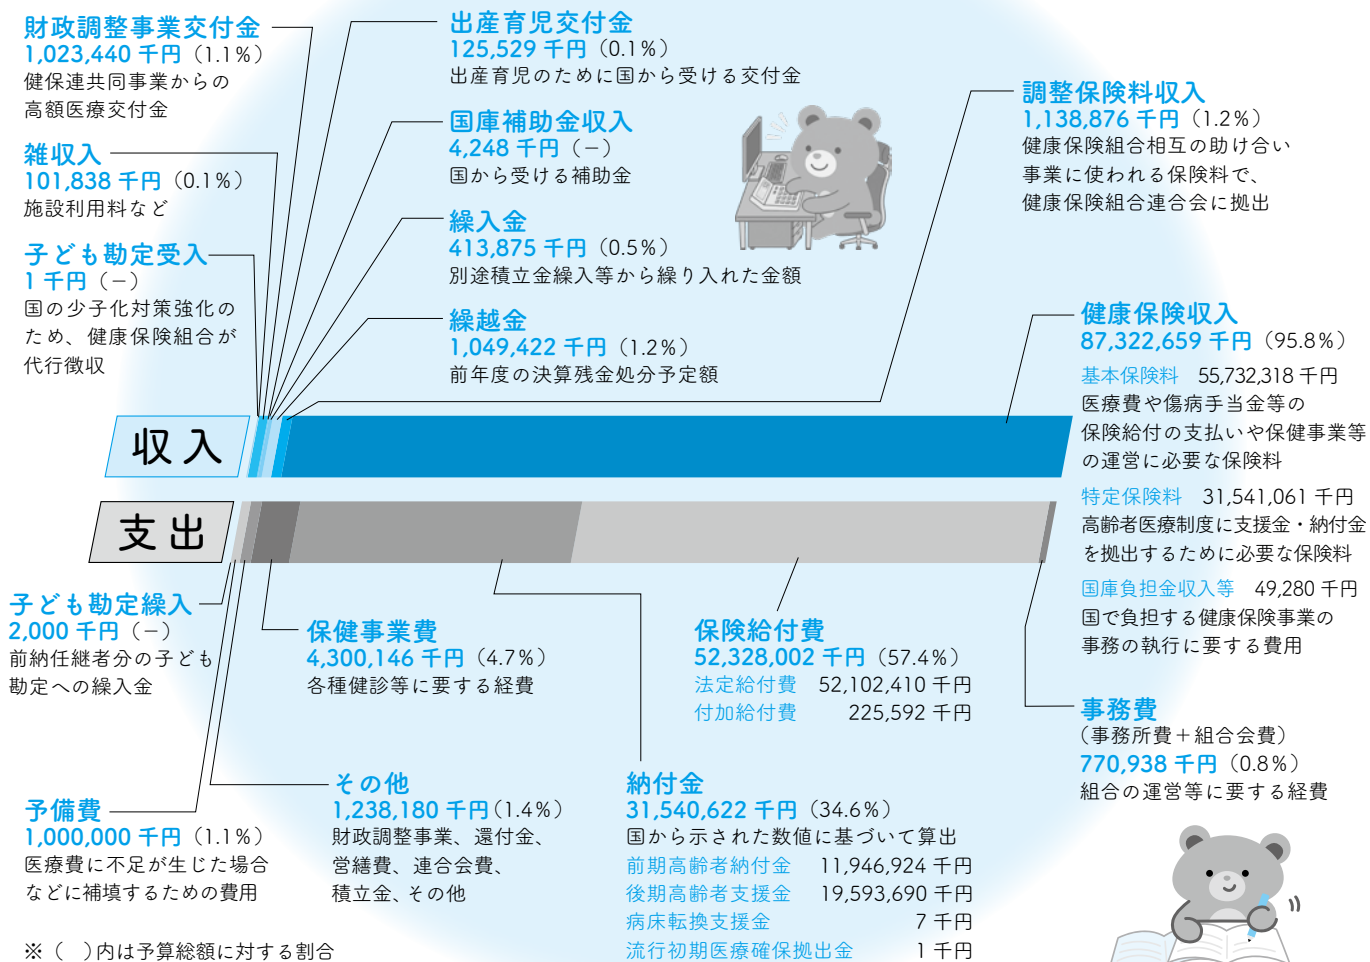 財政調整事業交付金
1,023,440 千円（1.1%）
健保連共同事業からの
高額医療交付金
雑収入
101,838 千円（0.1%）
施設利用料など
子ども勘定受入
1 千円（－）
国の少子化対策強化の
ため、健康保険組合が
代行徴収
出産育児交付金
125,529 千円（0.1%）
出産育児のために国から受ける交付金
国庫補助金収入
4,248 千円（－）
国から受ける補助金
繰入金
413,875 千円（0.5%）
別途積立金繰入等から繰り入れた金額
繰越金
1,049,422 千円（1.2%）
前年度の決算残金処分予定額
調整保険料収入
1,138,876 千円（1.2%）
健康保険組合相互の助け合い
事業に使われる保険料で、
健康保険組合連合会に拠出
健康保険収入
87,322,659 千円（95.8%）
基本保険料　55,732,318 千円
医療費や傷病手当金等の
保険給付の支払いや保健事業等
の運営に必要な保険料
特定保険料　31,541,061 千円
高齢者医療制度に支援金・納付金
を拠出するために必要な保険料
国庫負担金収入等　49,280 千円
国で負担する健康保険事業の
事務の執行に要する費用
収入
支出
子ども勘定繰入
2,000 千円（－）
前納任継者分の子ども
勘定への繰入金
予備費
1,000,000 千円（1.1%）
医療費に不足が生じた場合
などに補填するための費用
保健事業費
4,300,146 千円（4.7%）
各種健診等に要する経費
その他
1,238,180 千円（1.4%）
財政調整事業、還付金、
営繕費、連合会費、
積立金、その他
保険給付費
52,328,002 千円（57.4%）
法定給付費　52,102,410 千円
付加給付費　225,592 千円
納付金
31,540,622 千円（34.6%）
国から示された数値に基づいて算出
前期高齢者納付金　11,946,924 千円
後期高齢者支援金　19,593,690 千円
病床転換支援金　7 千円
流行初期医療確保拠出金　1 千円
事務費
（事務所費＋組合会費）
770,938 千円（0.8%）
組合の運営等に要する経費
※（　）内は予算総額に対する割合